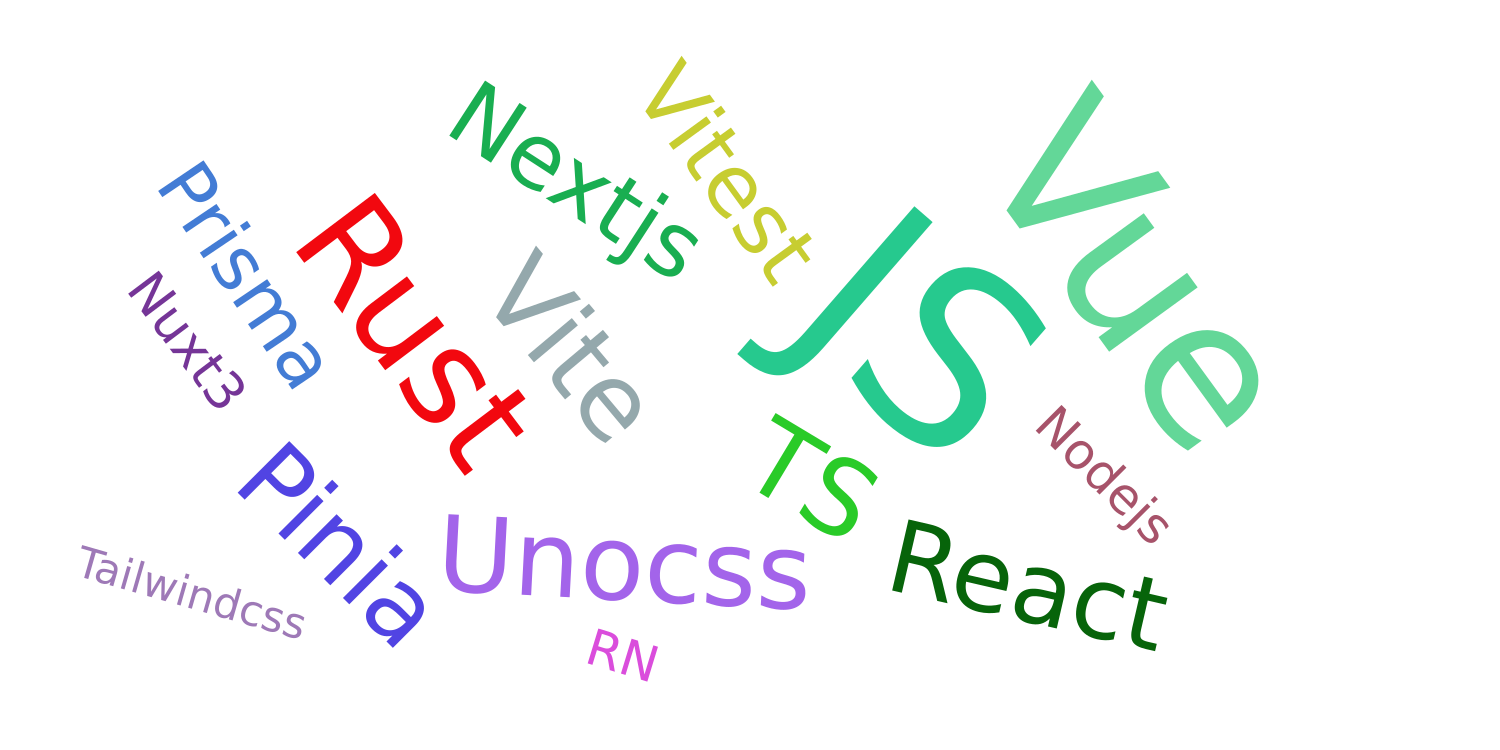 Vitest
Nextjs
Vue
Prisma
Rust
JS
Vite
Nuxt3
TS
Nodejs
Pinia
Unocss
React
Tailwindcss
RN